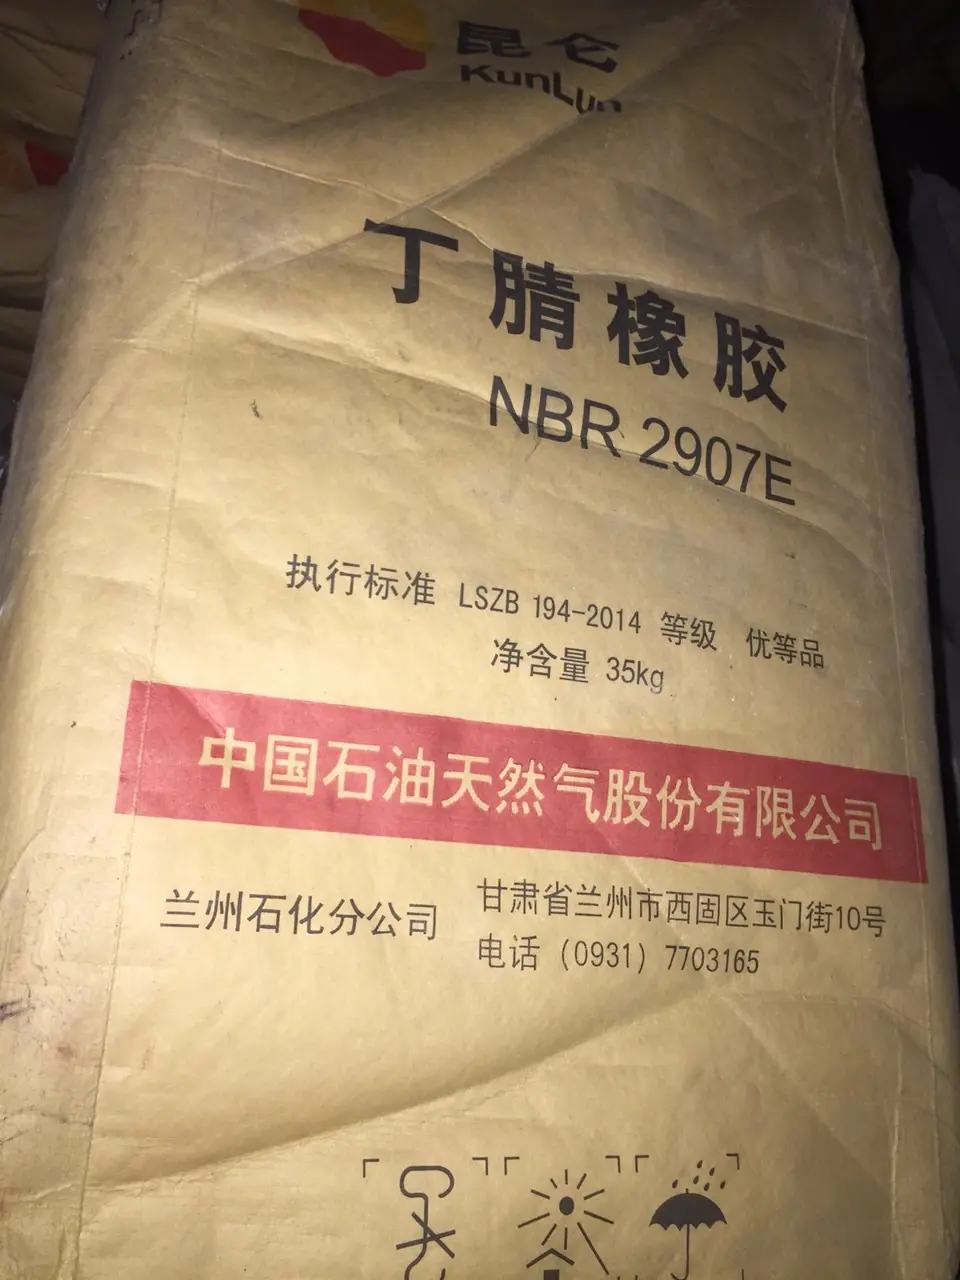 昆仑
KunLun
丁腈橡胶
NBR 2907E
执行标准 LSZB 194-2014 等级 优等品
净含量 35kg
中国石油天然气股份有限公司
兰州石化分公司
甘肃省兰州市西固区玉门街10号
电话 (0931) 7703165